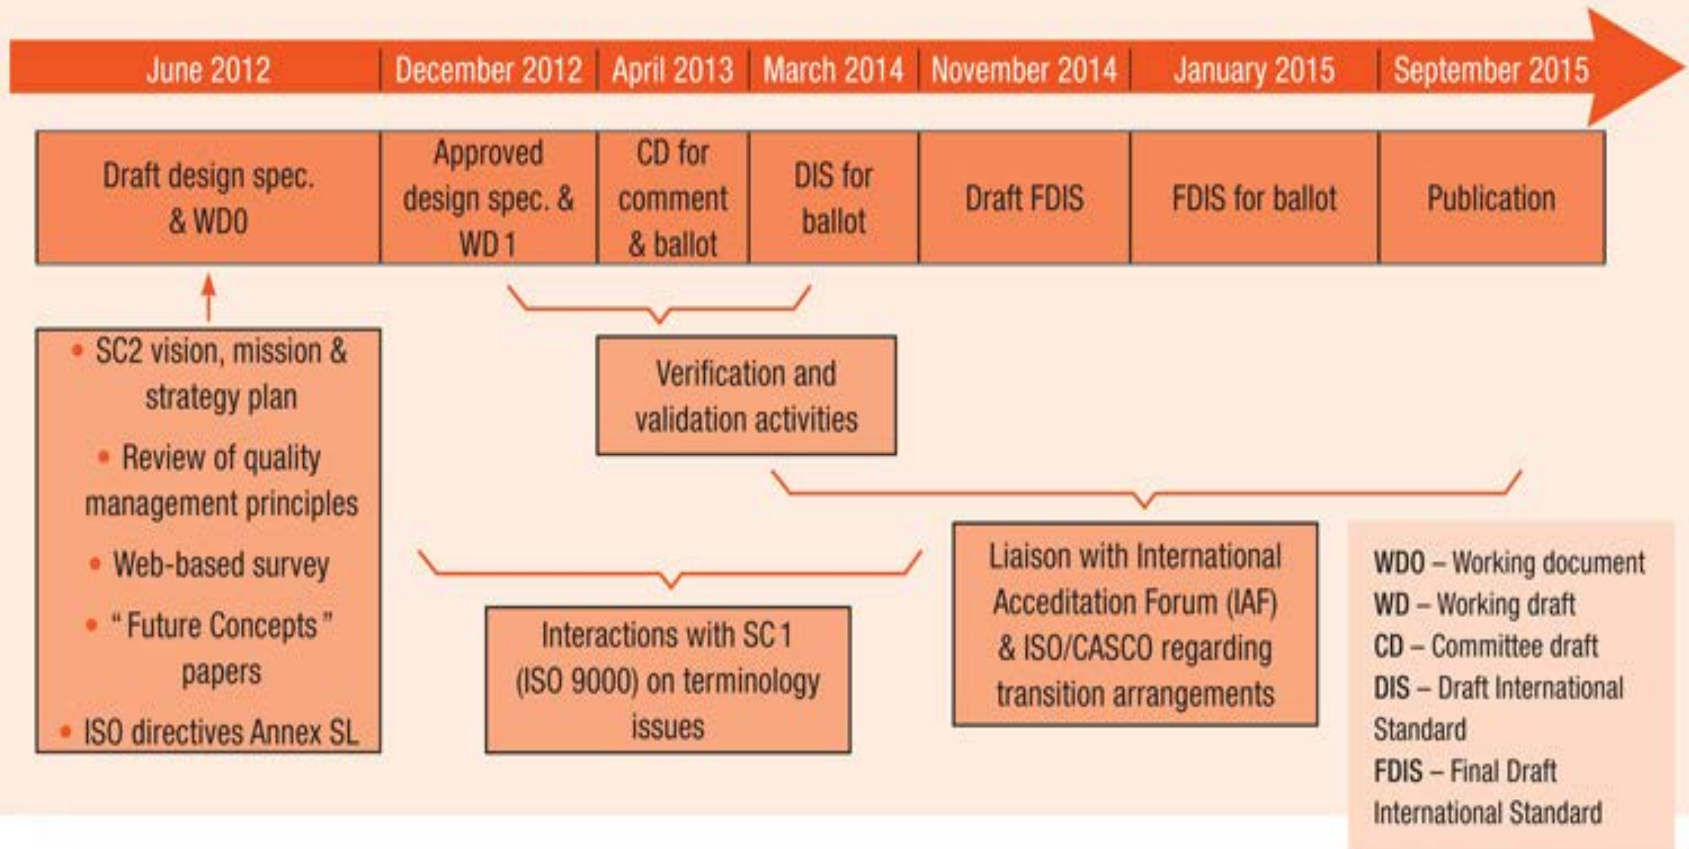 June 2012
December 2012
April 2013
March 2014
November 2014
January 2015
September 2015
Draft design spec.
& WD0
Approved
design spec. &
WD 1
CD for
comment
& ballot
DIS for
ballot
Draft FDIS
FDIS for ballot
Publication
• SC2 vision, mission &
strategy plan
• Review of quality
management principles
• Web-based survey
• “ Future Concepts ”
papers
• ISO directives Annex SL
Verification and
validation activities
Interactions with SC 1
(ISO 9000) on terminology
issues
Liaison with International
Acceditation Forum (IAF)
& ISO/CASCO regarding
transition arrangements
WDO – Working document
WD – Working draft
CD – Committee draft
DIS – Draft International
Standard
FDIS – Final Draft
International Standard